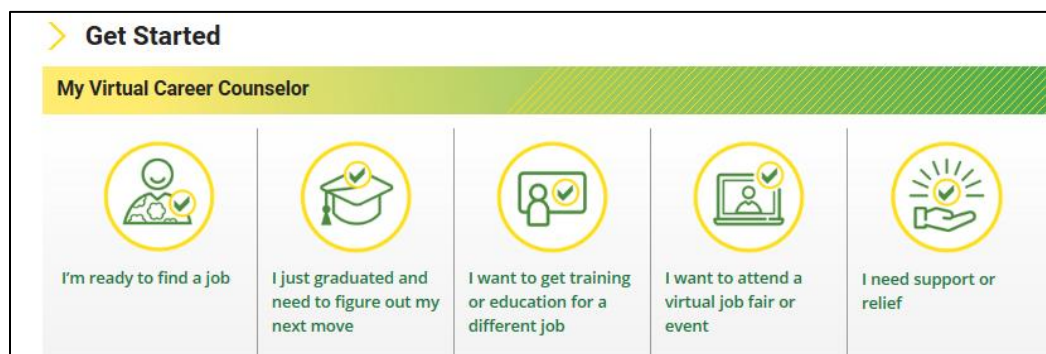 Get Started
My Virtual Career Counselor
I'm ready to find a job
I just graduated and
need to figure out my
next move
I want to get training
or education for a
different job
I want to attend a
virtual job fair or
event
I need support or
relief